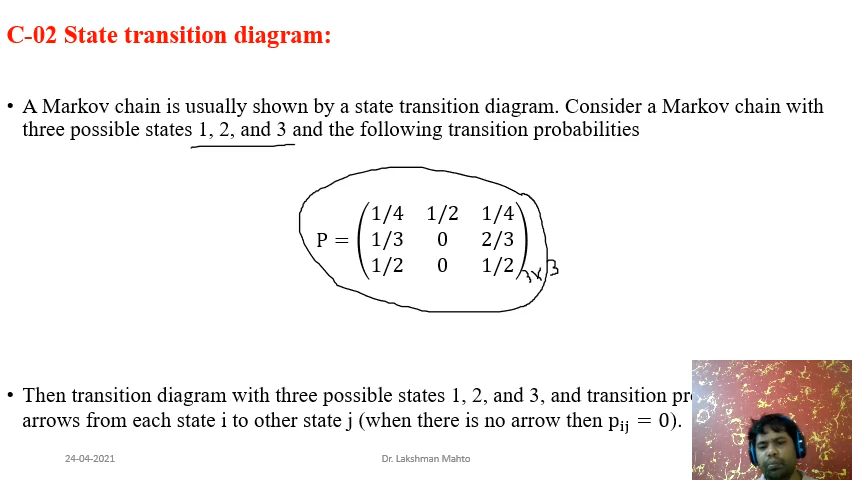 C-02 State transition diagram:
• A Markov chain is usually shown by a state transition diagram. Consider a Markov chain with
three possible states 1, 2, and 3 and the following transition probabilities
1/4 1/2 1/4
P = 1/3 0 2/3
1/2 0 1/2 3×3
• Then transition diagram with three possible states 1, 2, and 3, and transition
arrows from each state i to other state j (when there is no arrow then pᵢⱼ = 0).
24-04-2021 Dr. Lakshman Mahto